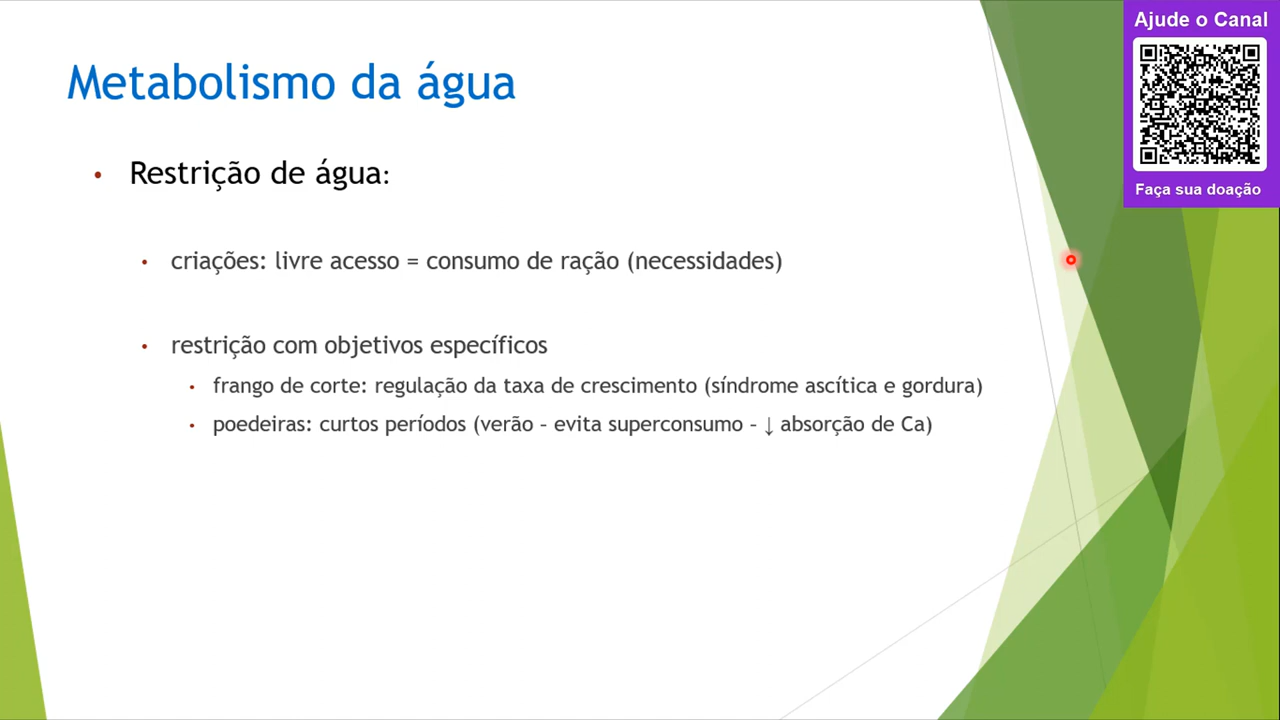 Metabolismo da água
Ajude o Canal
Faça sua doação
• Restrição de água:
• criações: livre acesso = consumo de ração (necessidades)
• restrição com objetivos específicos
• frango de corte: regulação da taxa de crescimento (síndrome ascítica e gordura)
• poedeiras: curtos períodos (verão – evita superconsumo – ↓ absorção de Ca)